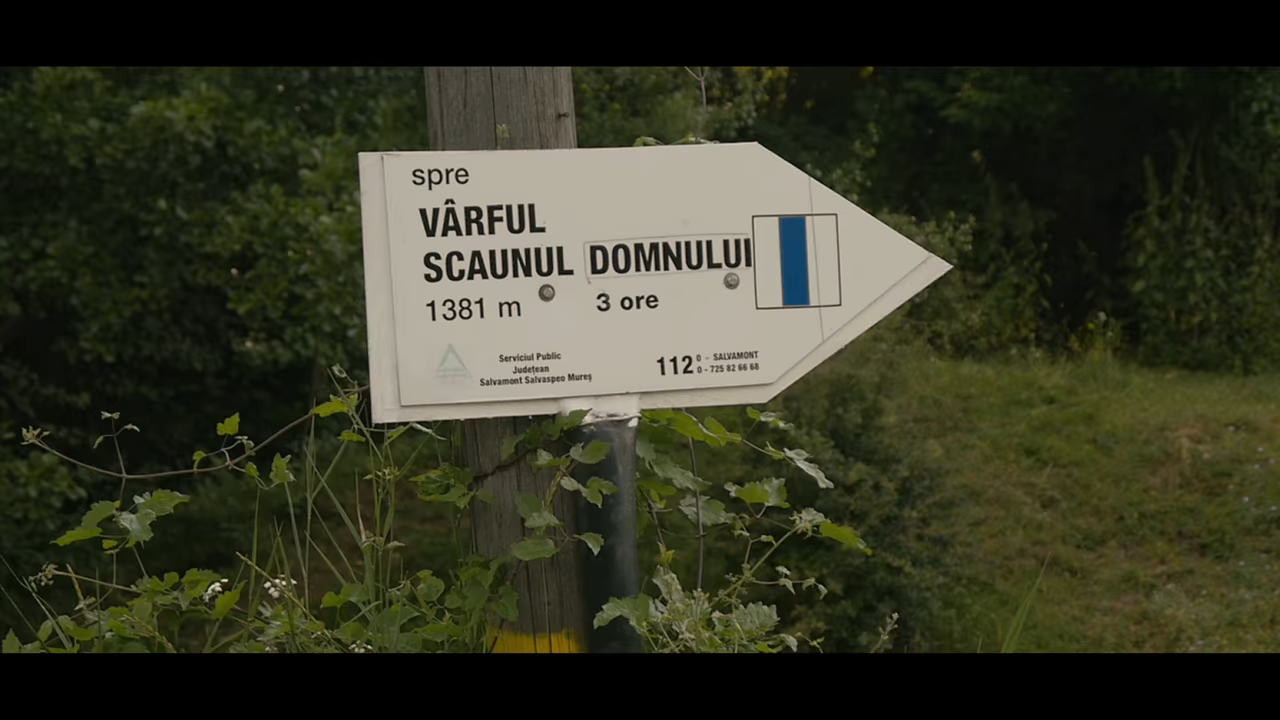 spre
VÂRFUL
SCAUNUL DOMNULUI
1381 m 3 ore
Serviciul Public
Județean
Salvamont Salvaspeo Mureș
112 0 - SALVAMONT
0 - 725 82 66 68